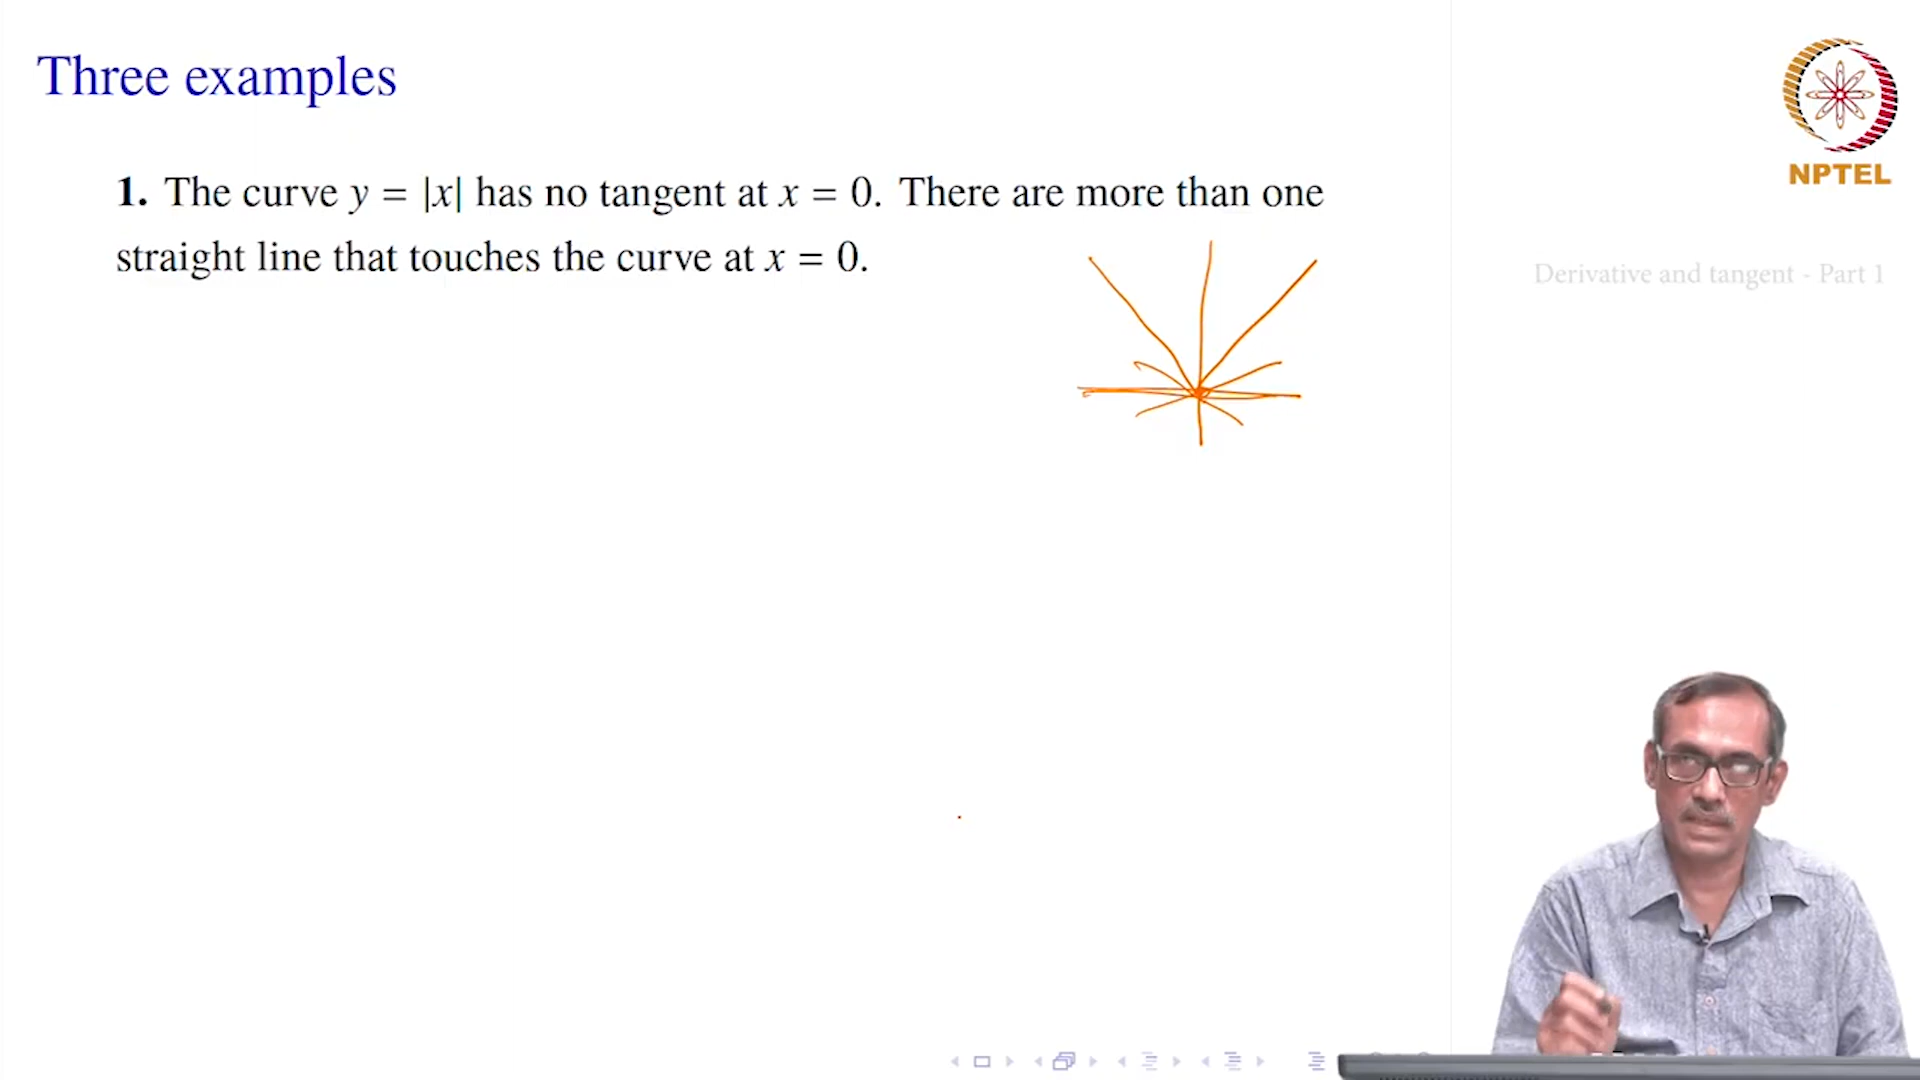 Three examples
1. The curve y = |x| has no tangent at x = 0. There are more than one
straight line that touches the curve at x = 0.
NPTEL
Derivative and tangent - Part 1